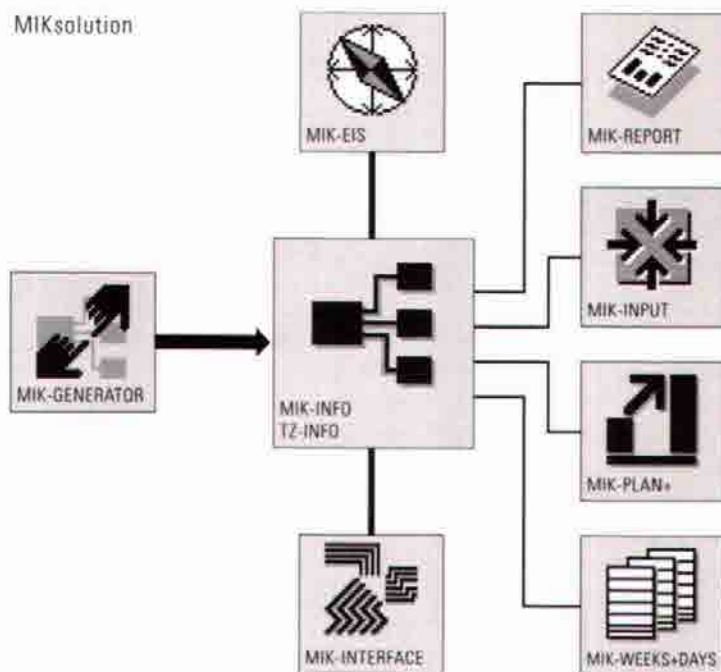 MIKsolution
MIK-EIS
MIK-REPORT
MIK-INPUT
MIK-GENERATOR
MIK-INFO
TZ-INFO
MIK-PLAN+
MIK-INTERFACE
MIK-WEEKS+DAYS